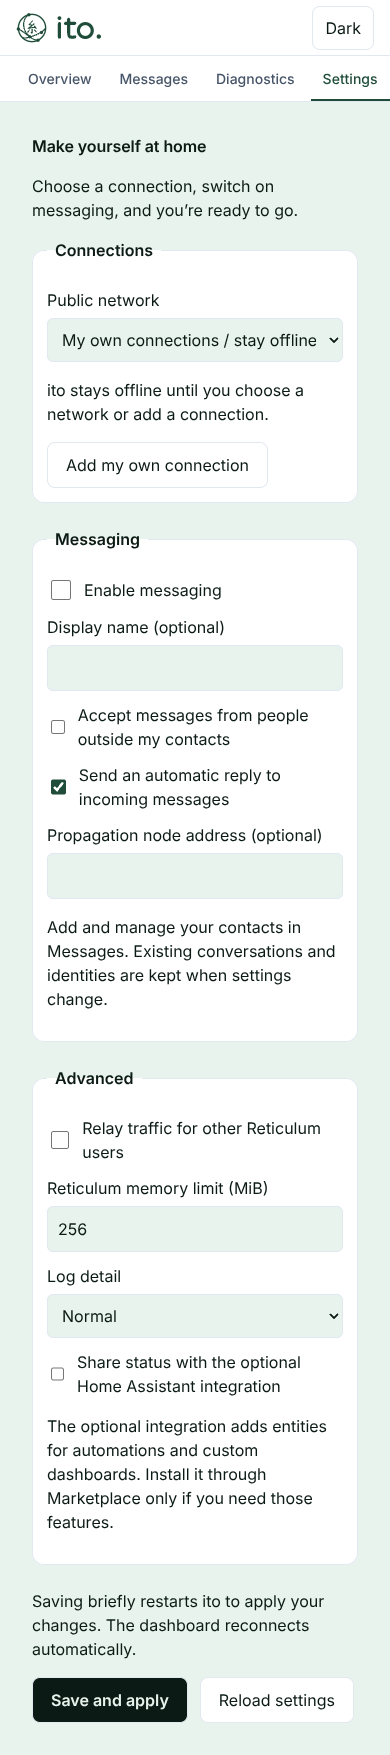 ito.
Dark
Overview
Messages
Diagnostics
Settings
Make yourself at home
Choose a connection, switch on
messaging, and you’re ready to go.
Connections
Public network
My own connections / stay offline
ito stays offline until you choose a
network or add a connection.
Add my own connection
Messaging
Enable messaging
Display name (optional)
Accept messages from people
outside my contacts
Send an automatic reply to
incoming messages
Propagation node address (optional)
Add and manage your contacts in
Messages. Existing conversations and
identities are kept when settings
change.
Advanced
Relay traffic for other Reticulum
users
Reticulum memory limit (MiB)
256
Log detail
Normal
Share status with the optional
Home Assistant integration
The optional integration adds entities
for automations and custom
dashboards. Install it through
Marketplace only if you need those
features.
Saving briefly restarts ito to apply your
changes. The dashboard reconnects
automatically.
Save and apply
Reload settings